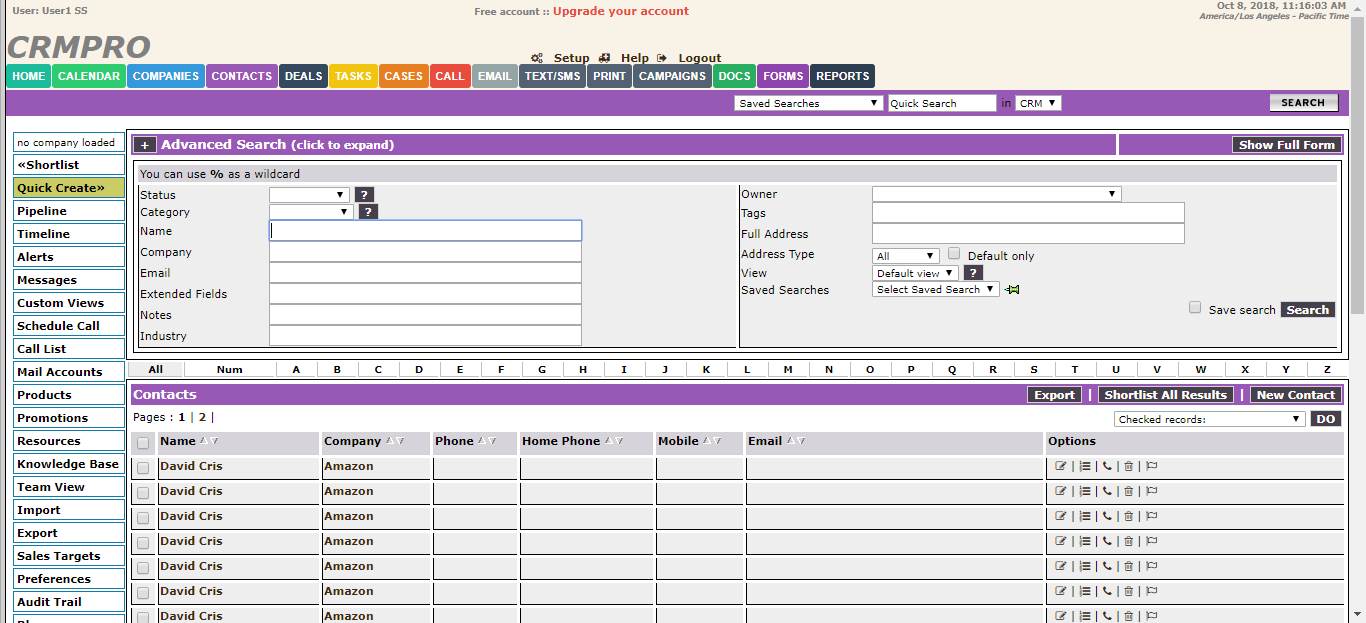 User: User1 SS
Free account :: Upgrade your account
Oct 8, 2018, 11:16:03 AM
America/Los Angeles - Pacific Time
CRMPRO
Setup Help Logout
HOME CALENDAR COMPANIES CONTACTS DEALS TASKS CASES CALL EMAIL TEXT/SMS PRINT CAMPAIGNS DOCS FORMS REPORTS
Saved Searches Quick Search in CRM SEARCH
no company loaded
«Shortlist
Quick Create»
Pipeline
Timeline
Alerts
Messages
Custom Views
Schedule Call
Call List
Mail Accounts
Products
Promotions
Resources
Knowledge Base
Team View
Import
Export
Sales Targets
Preferences
Audit Trail
+ Advanced Search (click to expand) Show Full Form
You can use % as a wildcard
Status ?
Category ?
Name
Company
Email
Extended Fields
Notes
Industry
Owner
Tags
Full Address
Address Type All Default only
View Default view ?
Saved Searches Select Saved Search
Save search Search
All Num A B C D E F G H I J K L M N O P Q R S T U V W X Y Z
Contacts Export | Shortlist All Results | New Contact
Pages : 1 | 2 |
Checked records: DO
Name Company Phone Home Phone Mobile Email Options
David Cris Amazon | | | |
David Cris Amazon | | | |
David Cris Amazon | | | |
David Cris Amazon | | | |
David Cris Amazon | | | |
David Cris Amazon | | | |
David Cris Amazon | | | |